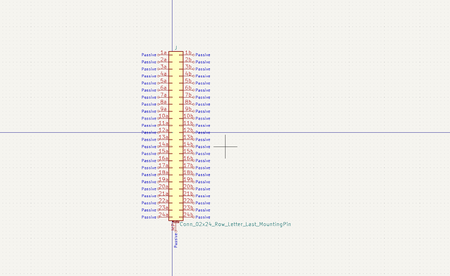 J
Passive 1a 1b Passive
Passive 2a 2b Passive
Passive 3a 3b Passive
Passive 4a 4b Passive
Passive 5a 5b Passive
Passive 6a 6b Passive
Passive 7a 7b Passive
Passive 8a 8b Passive
Passive 9a 9b Passive
Passive 10a 10b Passive
Passive 11a 11b Passive
Passive 12a 12b Passive
Passive 13a 13b Passive
Passive 14a 14b Passive
Passive 15a 15b Passive
Passive 16a 16b Passive
Passive 17a 17b Passive
Passive 18a 18b Passive
Passive 19a 19b Passive
Passive 20a 20b Passive
Passive 21a 21b Passive
Passive 22a 22b Passive
Passive 23a 23b Passive
Passive 24a 24b Passive
Conn_02x24_Row_Letter_Last_MountingPin
Passive